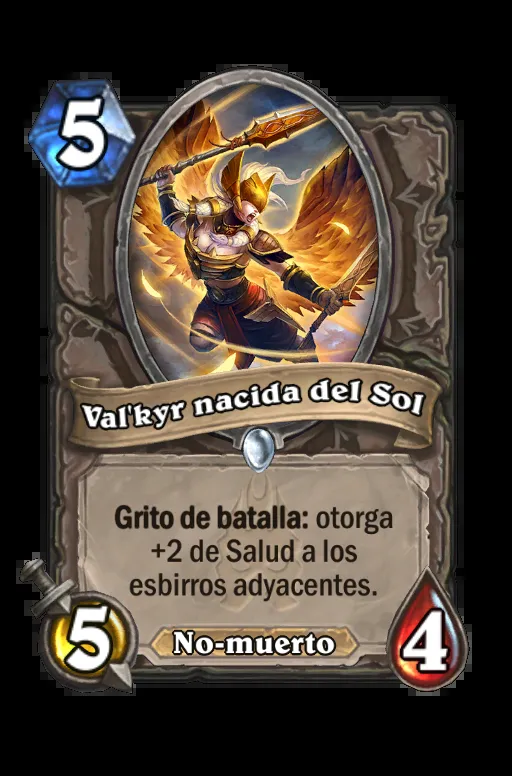 5
Val'kyr nacida del Sol
Grito de batalla: otorga
+2 de Salud a los
esbirros adyacentes.
5
No-muerto
4